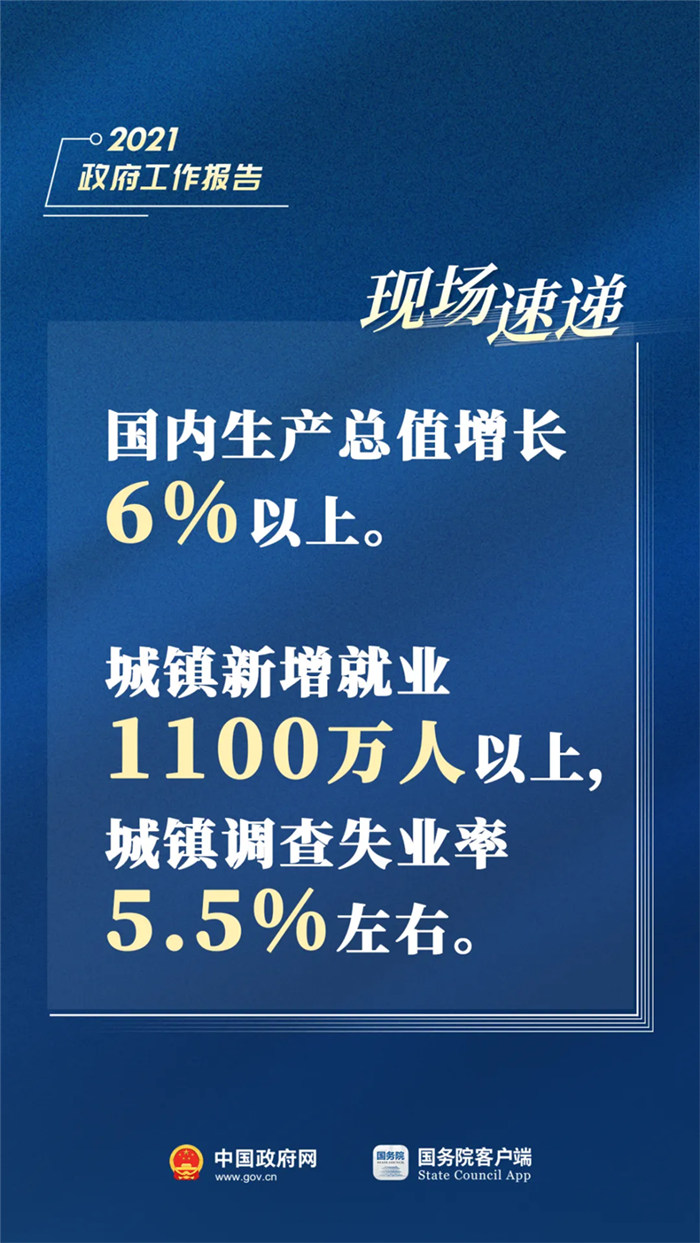 2021
政府工作报告
现场速递
国内生产总值增长
6%以上。
城镇新增就业
1100万人以上,
城镇调查失业率
5.5%左右。
中国政府网
www.gov.cn
国务院
国务院客户端
State Council App